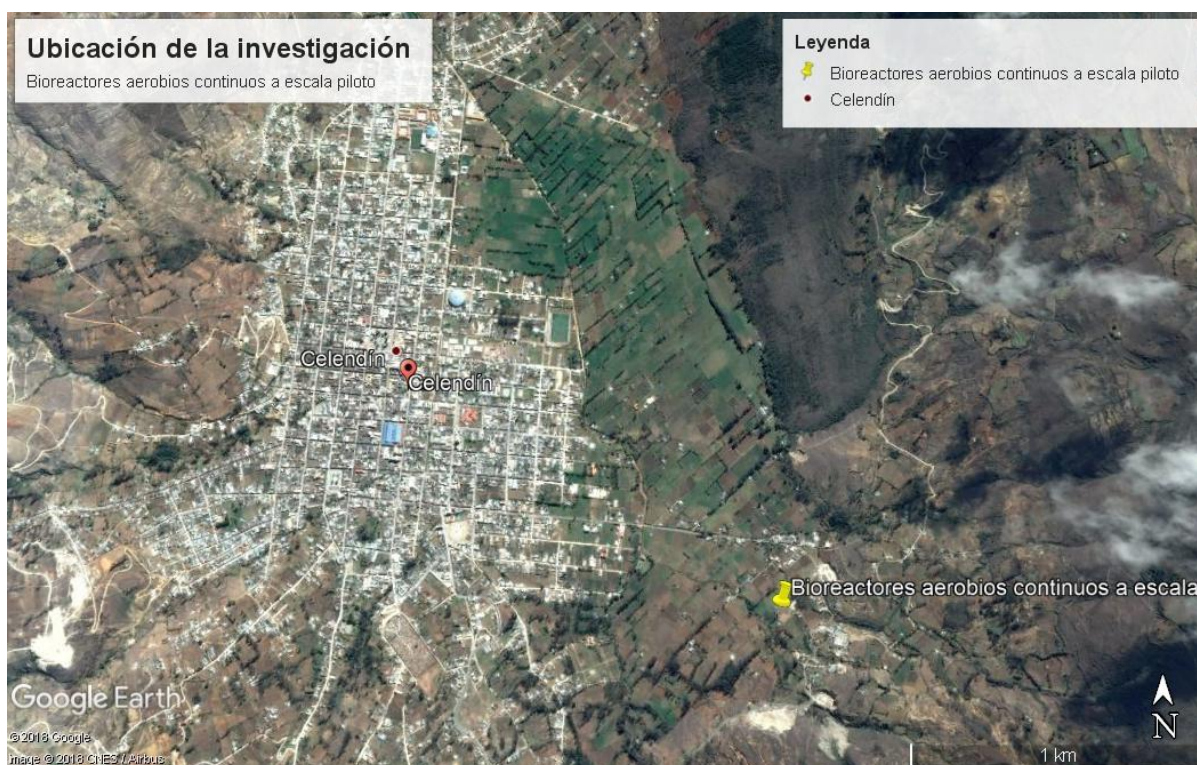 Ubicación de la investigación
Bioreactores aerobios continuos a escala piloto
Leyenda
Bioreactores aerobios continuos a escala piloto
Celendín
Celendín
Celendín
Bioreactores aerobios continuos a escala
Google Earth
© 2018 Google
Image © 2018 CNES / Airbus
N
1 km